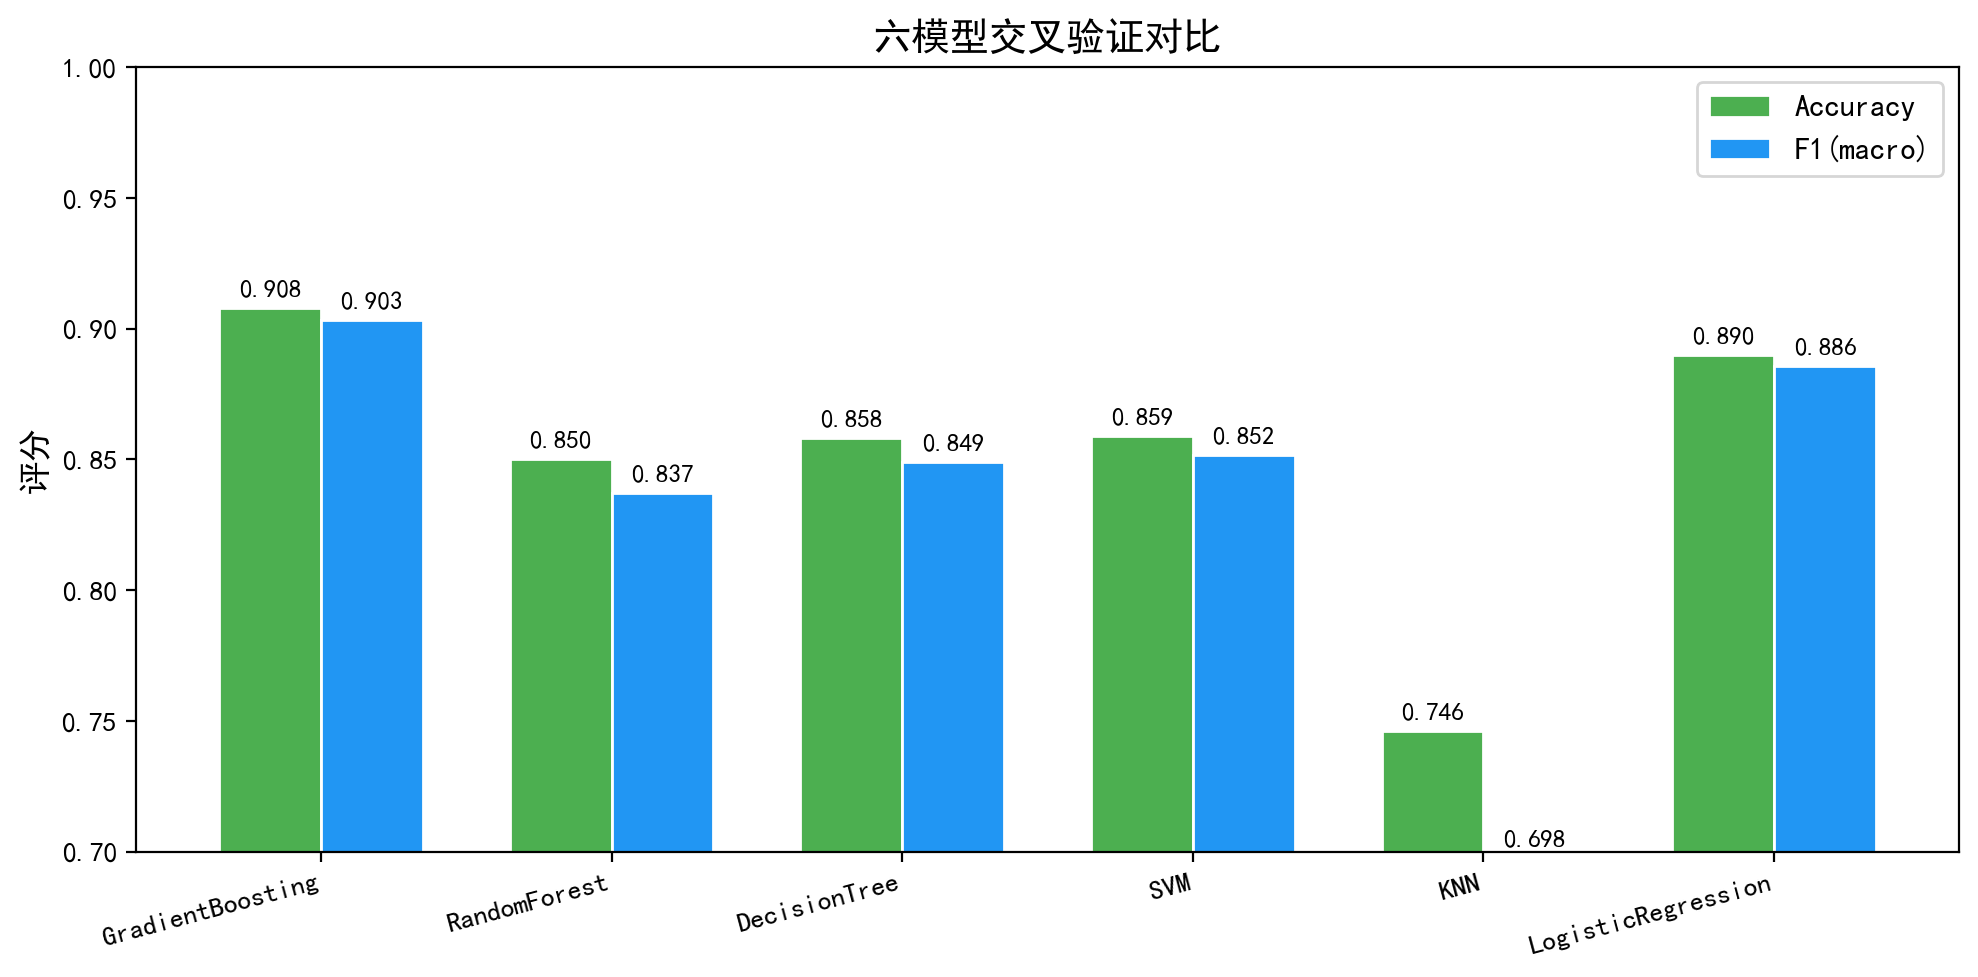 六模型交叉验证对比
1.00
0.95
0.90
0.85
0.80
0.75
0.70
评分
Accuracy
F1(macro)
0.908
0.903
0.850
0.837
0.858
0.849
0.859
0.852
0.746
0.698
0.890
0.886
GradientBoosting
RandomForest
DecisionTree
SVM
KNN
LogisticRegression